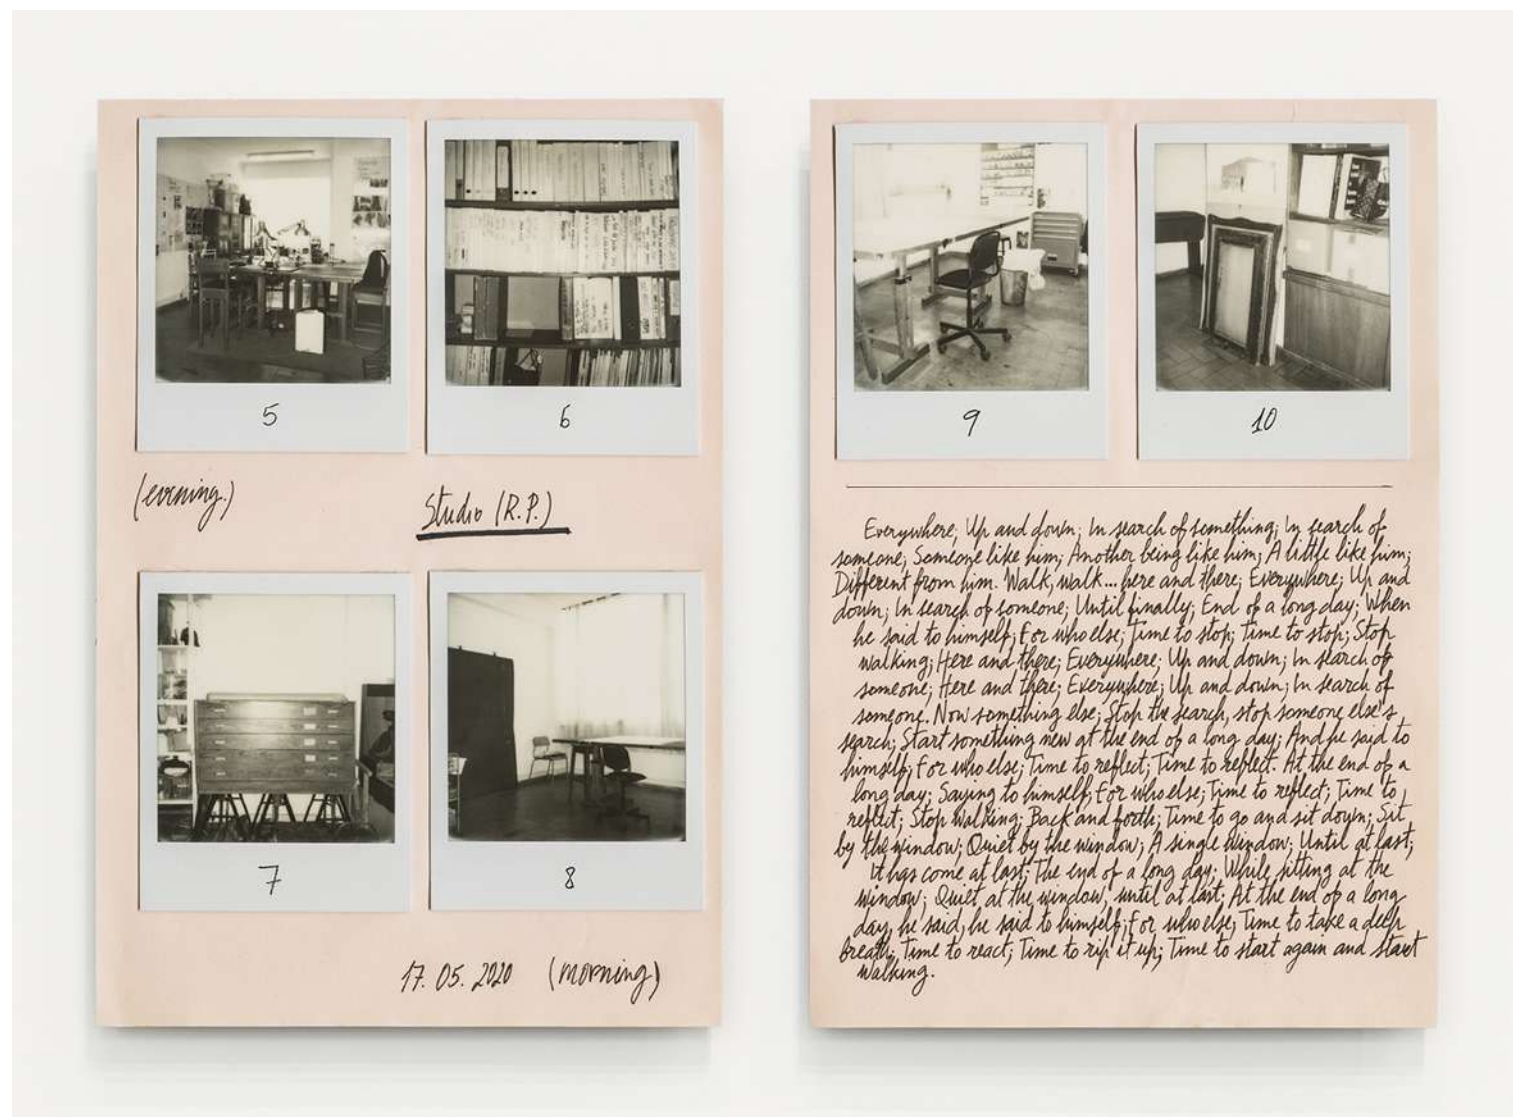 5
6
(evening.)
Studio (R.P.)
7
8
17. 05. 2020 (morning)
9
10
Everywhere; Up and down; In search of something; In search of
someone; Someone like him; Another being like him; A little like him;
Different from him. Walk, walk... here and there; Everywhere; Up and
down; In search of someone; Until finally; End of a long day; When
he said to himself; For who else; Time to stop; Time to stop; Stop
walking; Here and there; Everywhere; Up and down; In search of
someone; Here and there; Everywhere; Up and down; In search of
someone. Now something else; Stop the search, stop someone else's
search; Start something new at the end of a long day; And he said to
himself; For who else; Time to reflect; Time to reflect. At the end of a
long day; Saying to himself; For who else; Time to reflect; Time to
reflect; Stop walking; Back and forth; Time to go and sit down; Sit
by the window; Quiet by the window; A single window; Until at last;
It has come at last; The end of a long day; While sitting at the
window; Quiet at the window, until at last; At the end of a long
day, he said, he said to himself; For who else; Time to take a deep
breath; Time to react; Time to rip it up; Time to start again and start
walking.